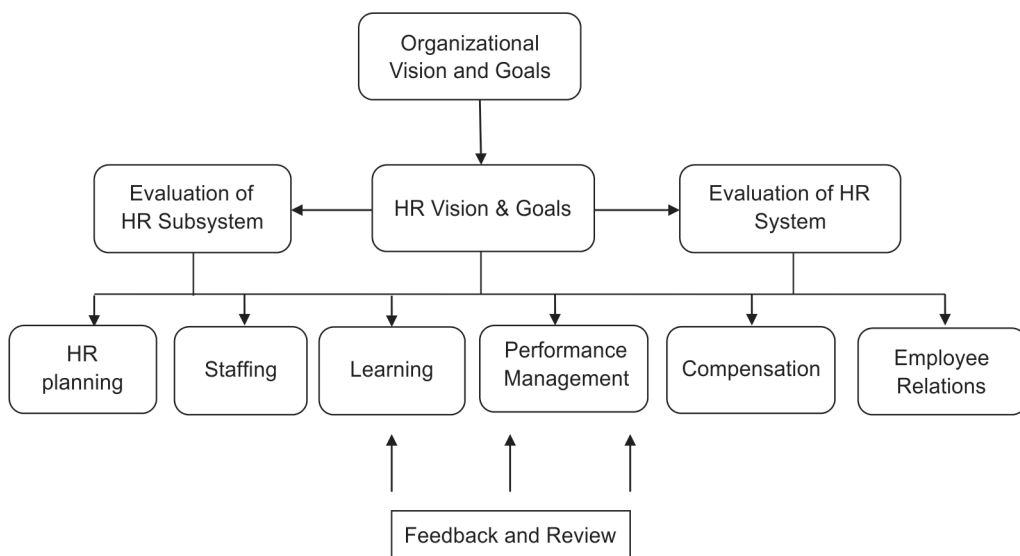 Organizational
Vision and Goals
Evaluation of
HR Subsystem
HR Vision & Goals
Evaluation of HR
System
HR
planning
Staffing
Learning
Performance
Management
Compensation
Employee
Relations
Feedback and Review